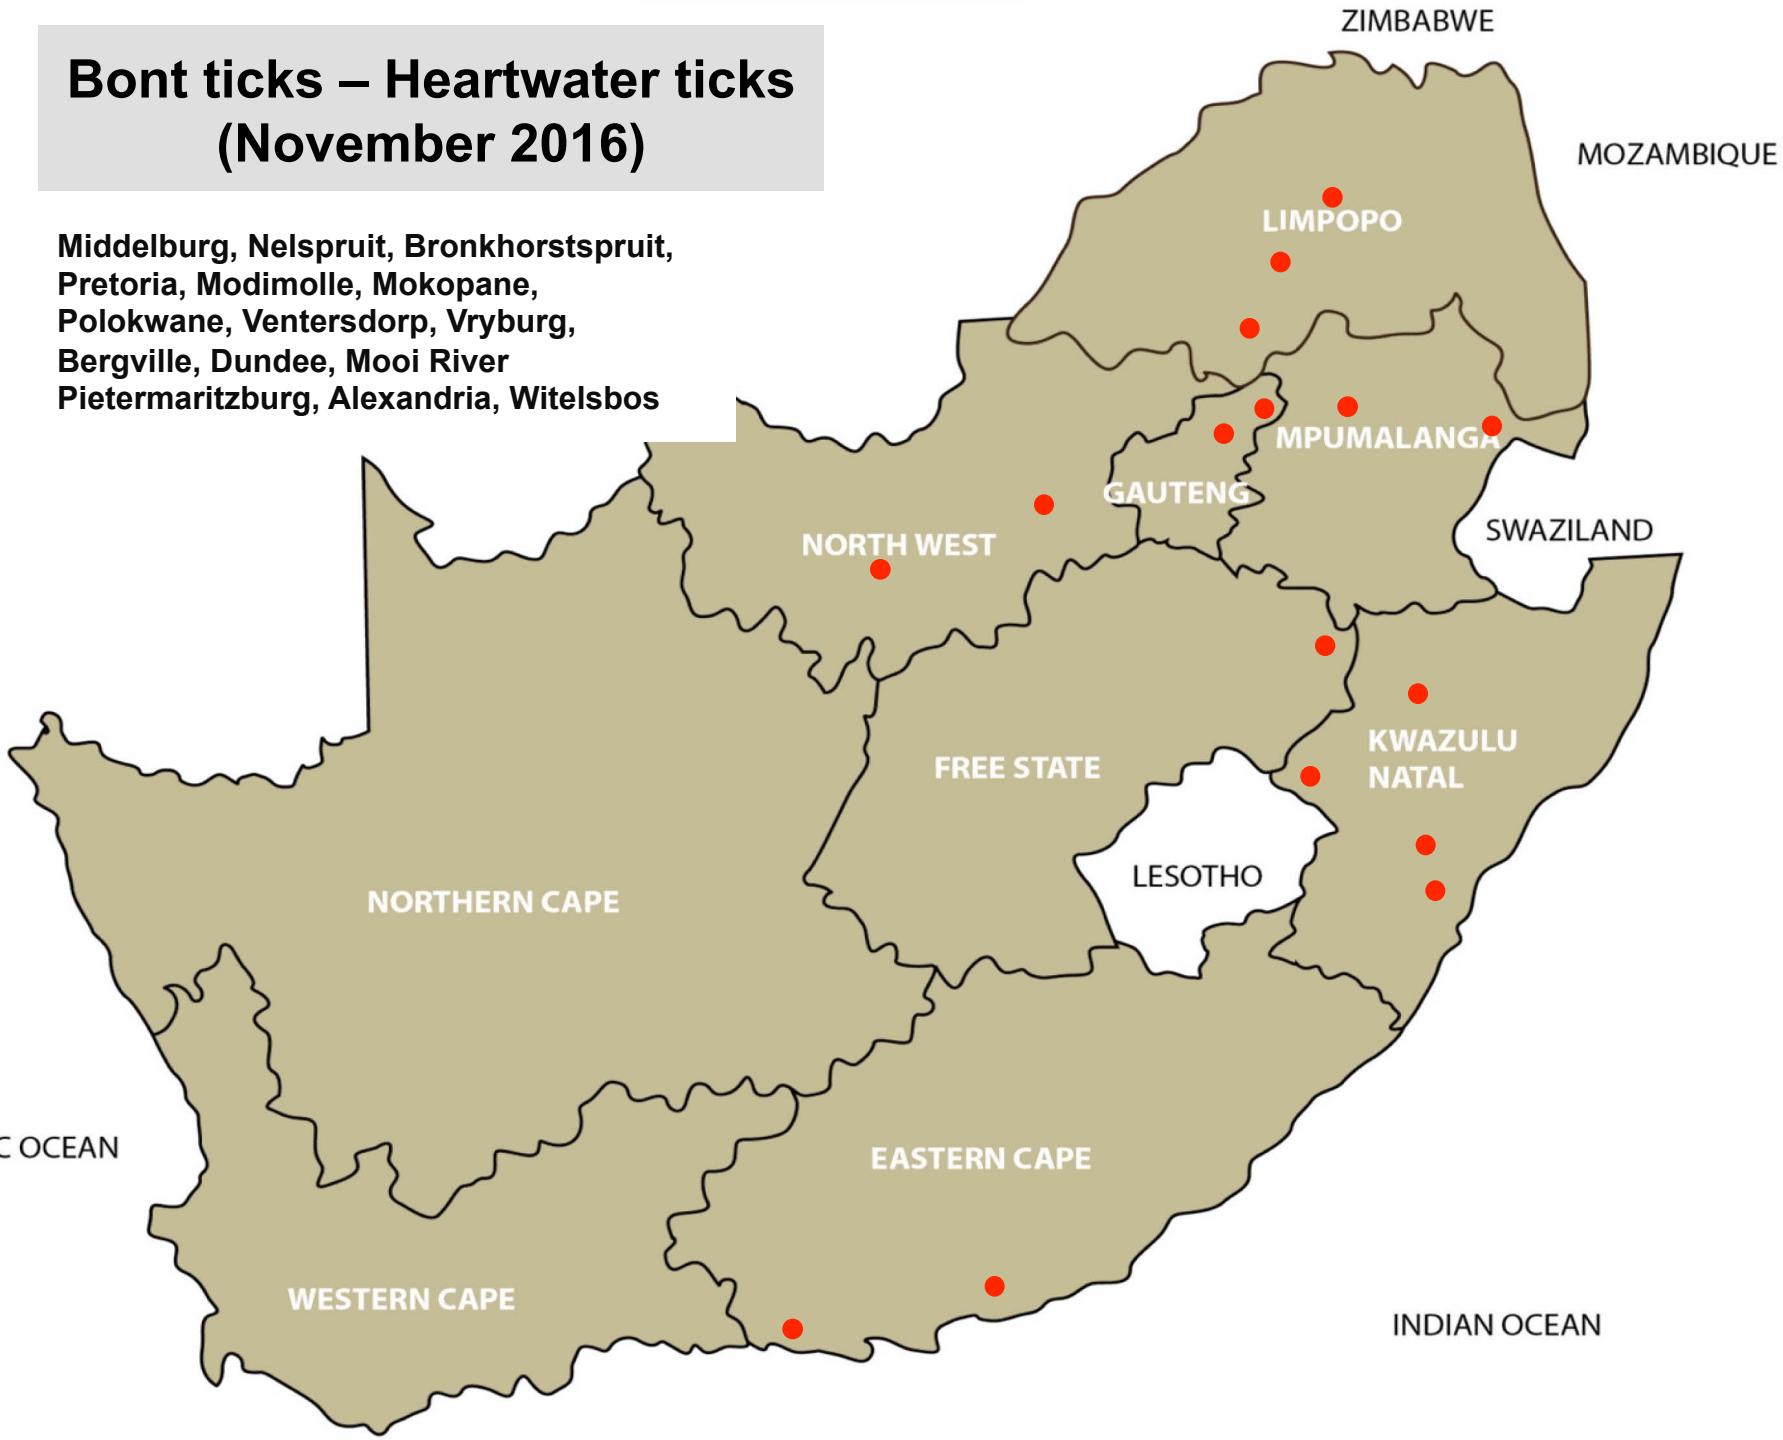 Bont ticks – Heartwater ticks
(November 2016)
Middelburg, Nelspruit, Bronkhorstspruit,
Pretoria, Modimolle, Mokopane,
Polokwane, Ventersdorp, Vryburg,
Bergville, Dundee, Mooi River
Pietermaritzburg, Alexandria, Witelsbos
ZIMBABWE
MOZAMBIQUE
LIMPOPO
MPUMALANGA
GAUTENG
SWAZILAND
NORTH WEST
KWAZULU
NATAL
FREE STATE
LESOTHO
NORTHERN CAPE
C OCEAN
EASTERN CAPE
WESTERN CAPE
INDIAN OCEAN